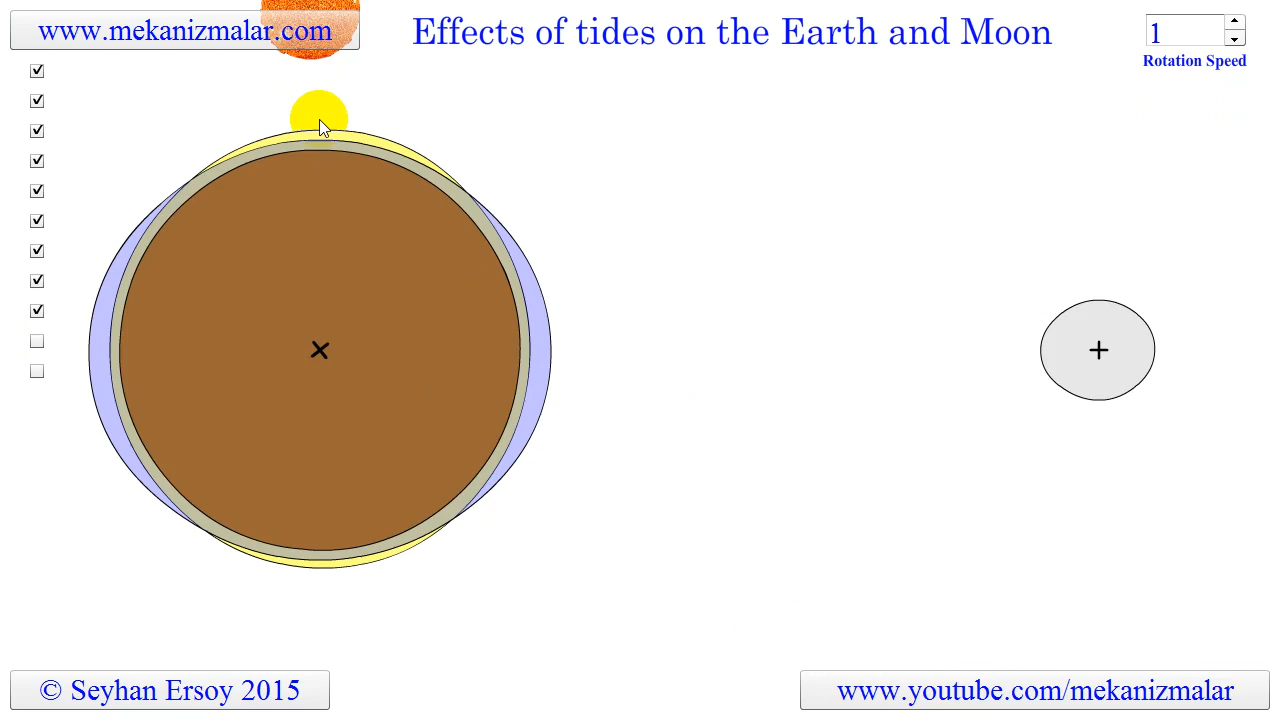 www.mekanizmalar.com
Effects of tides on the Earth and Moon
1
Rotation Speed
© Seyhan Ersoy 2015
www.youtube.com/mekanizmalar